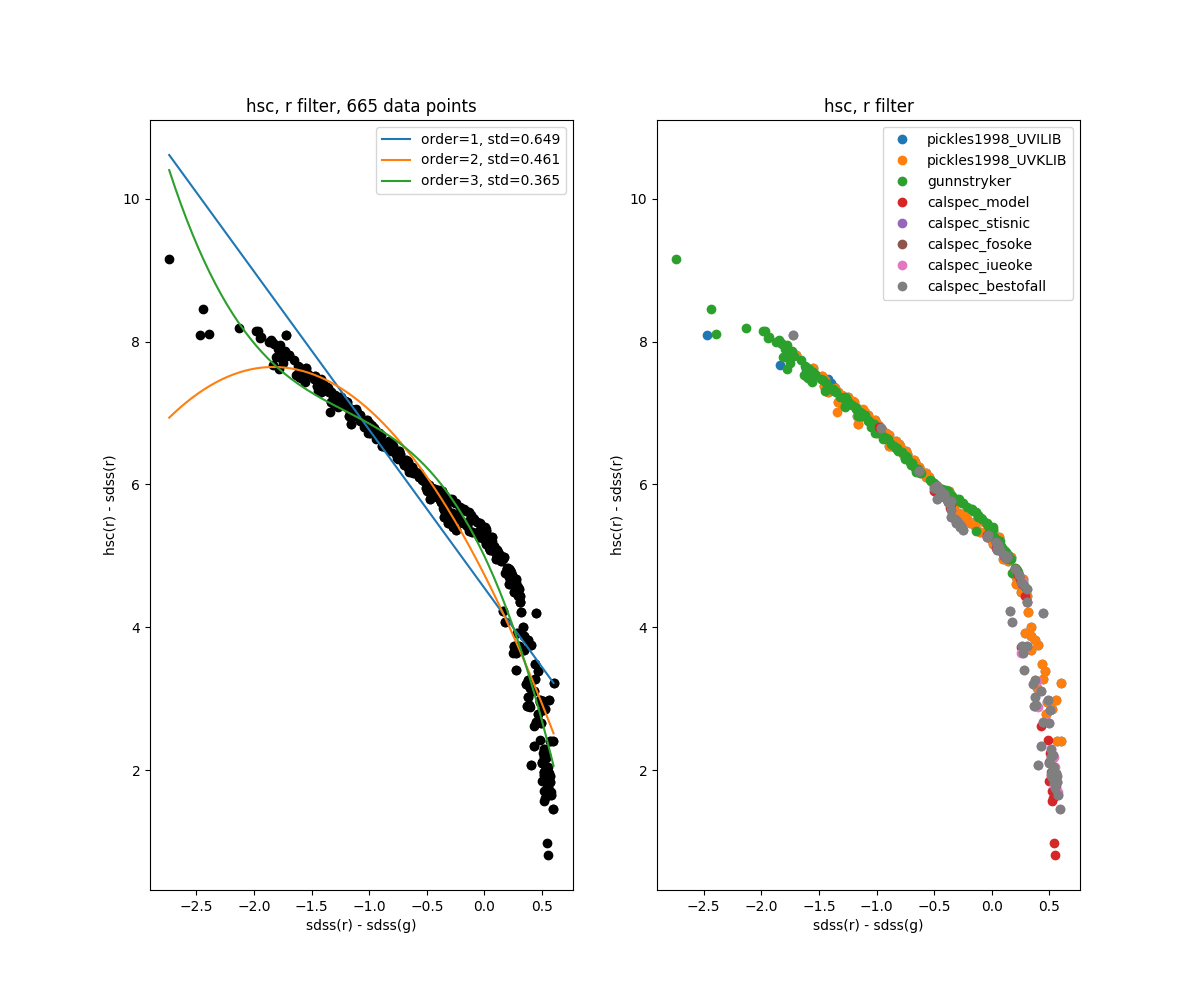 hsc, r filter, 665 data points
order=1, std=0.649
order=2, std=0.461
order=3, std=0.365
10
8
6
4
2
hsc(r) - sdss(r)
−2.5 −2.0 −1.5 −1.0 −0.5 0.0 0.5
sdss(r) - sdss(g)
hsc, r filter
pickles1998_UVILIB
pickles1998_UVKLIB
gunnstryker
calspec_model
calspec_stisnic
calspec_fosoke
calspec_iueoke
calspec_bestofall
10
8
6
4
2
hsc(r) - sdss(r)
−2.5 −2.0 −1.5 −1.0 −0.5 0.0 0.5
sdss(r) - sdss(g)